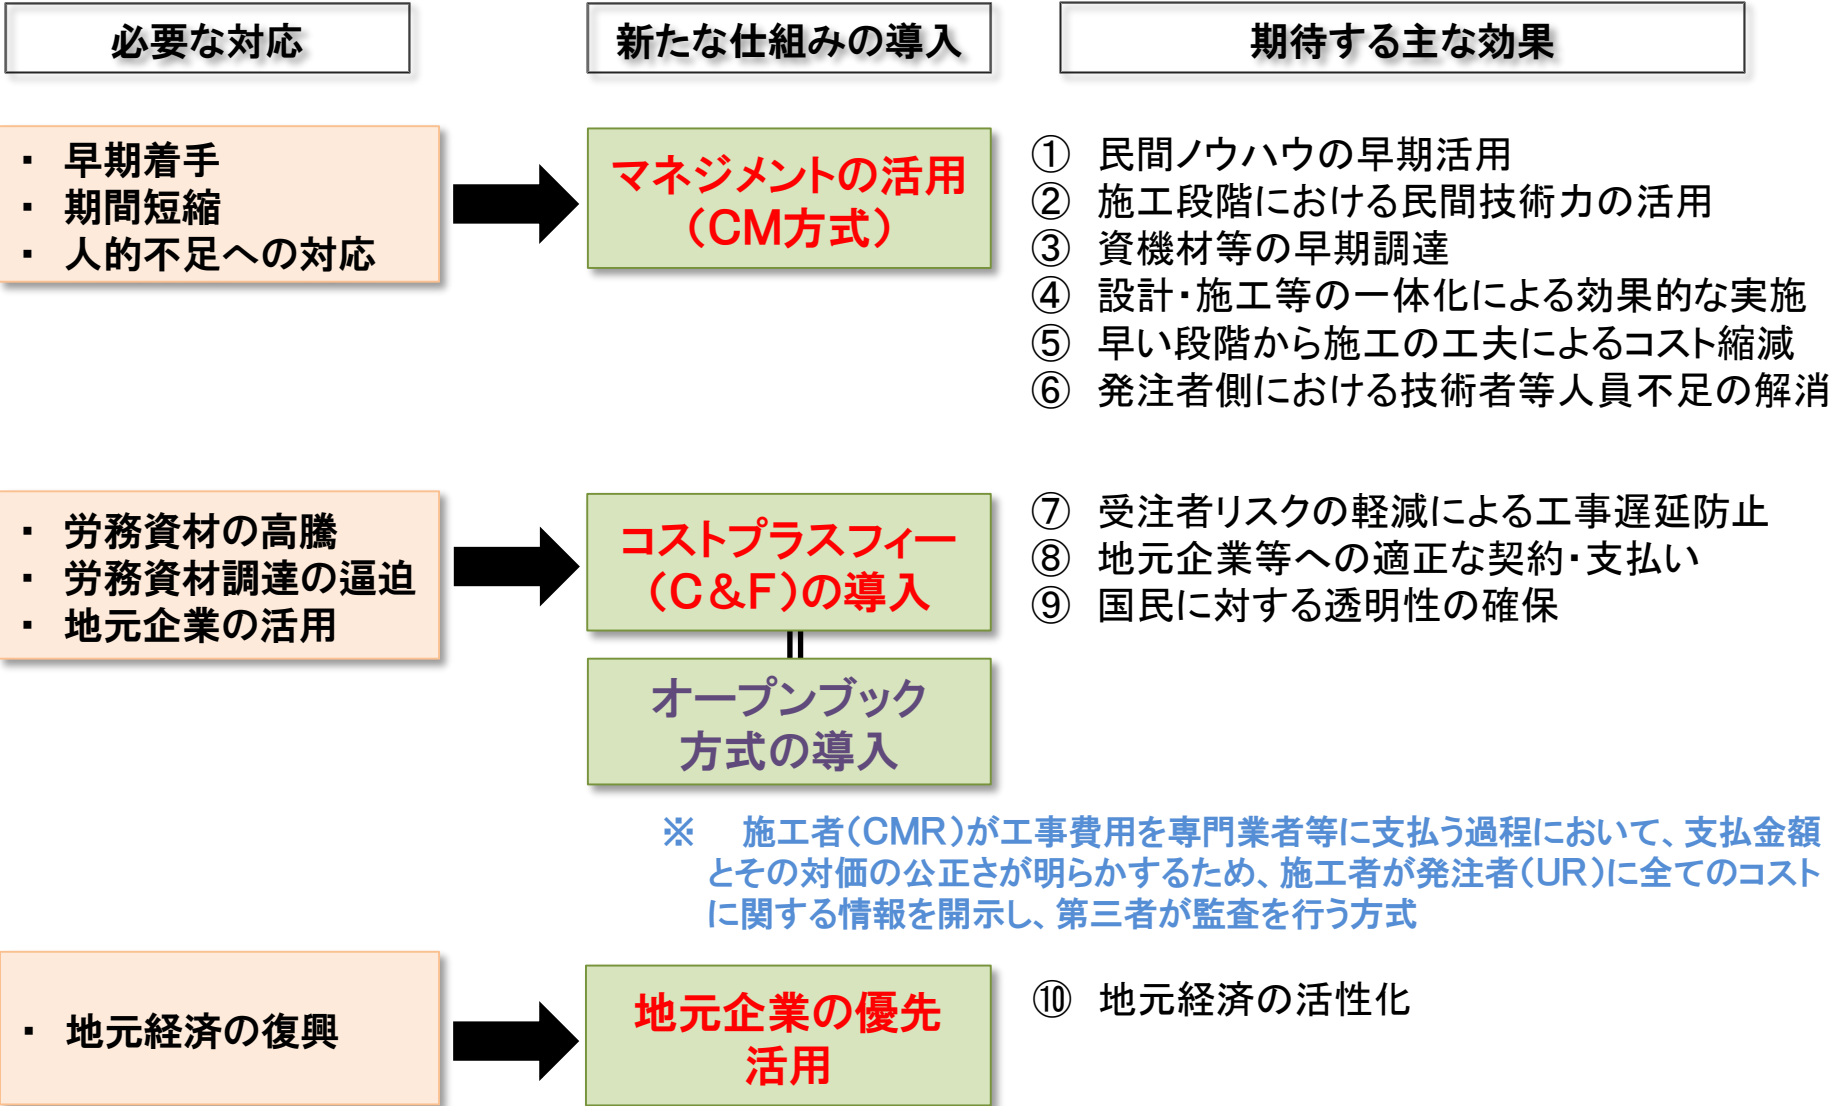 必要な対応
新たな仕組みの導入
期待する主な効果
・ 早期着手
・ 期間短縮
・ 人的不足への対応
マネジメントの活用
（ＣＭ方式）
① 民間ノウハウの早期活用
② 施工段階における民間技術力の活用
③ 資機材等の早期調達
④ 設計・施工等の一体化による効果的な実施
⑤ 早い段階から施工の工夫によるコスト縮減
⑥ 発注者側における技術者等人員不足の解消
・ 労務資材の高騰
・ 労務資材調達の逼迫
・ 地元企業の活用
コストプラスフィー
（Ｃ＆Ｆ）の導入
オープンブック
方式の導入
⑦ 受注者リスクの軽減による工事遅延防止
⑧ 地元企業等への適正な契約・支払い
⑨ 国民に対する透明性の確保
※ 施工者（ＣＭＲ）が工事費用を専門業者等に支払う過程において、支払金額
とその対価の公正さが明らかするため、施工者が発注者（ＵＲ）に全てのコスト
に関する情報を開示し、第三者が監査を行う方式
・ 地元経済の復興
地元企業の優先
活用
⑩ 地元経済の活性化